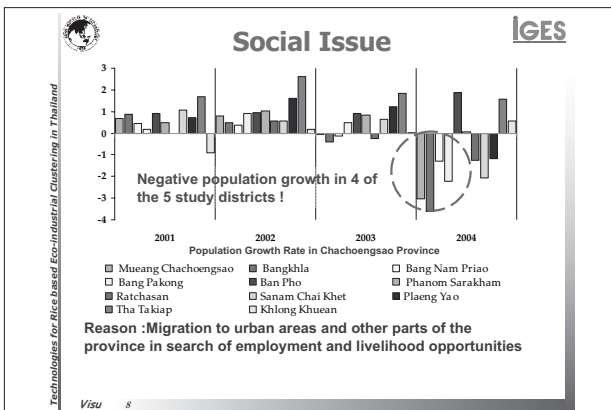 Social Issue
IGES
Technologies for Rice based Eco-industrial Clustering in Thailand
3
2
1
0
-1
-2
-3
-4
Negative population growth in 4 of
the 5 study districts !
2001 2002 2003 2004
Population Growth Rate in Chachoengsao Province
Mueang Chachoengsao Bangkhla Bang Nam Priao
Bang Pakong Ban Pho Phanom Sarakham
Ratchasan Sanam Chai Khet Plaeng Yao
Tha Takiap Khlong Khuean
Reason :Migration to urban areas and other parts of the
province in search of employment and livelihood opportunities
Visu 8